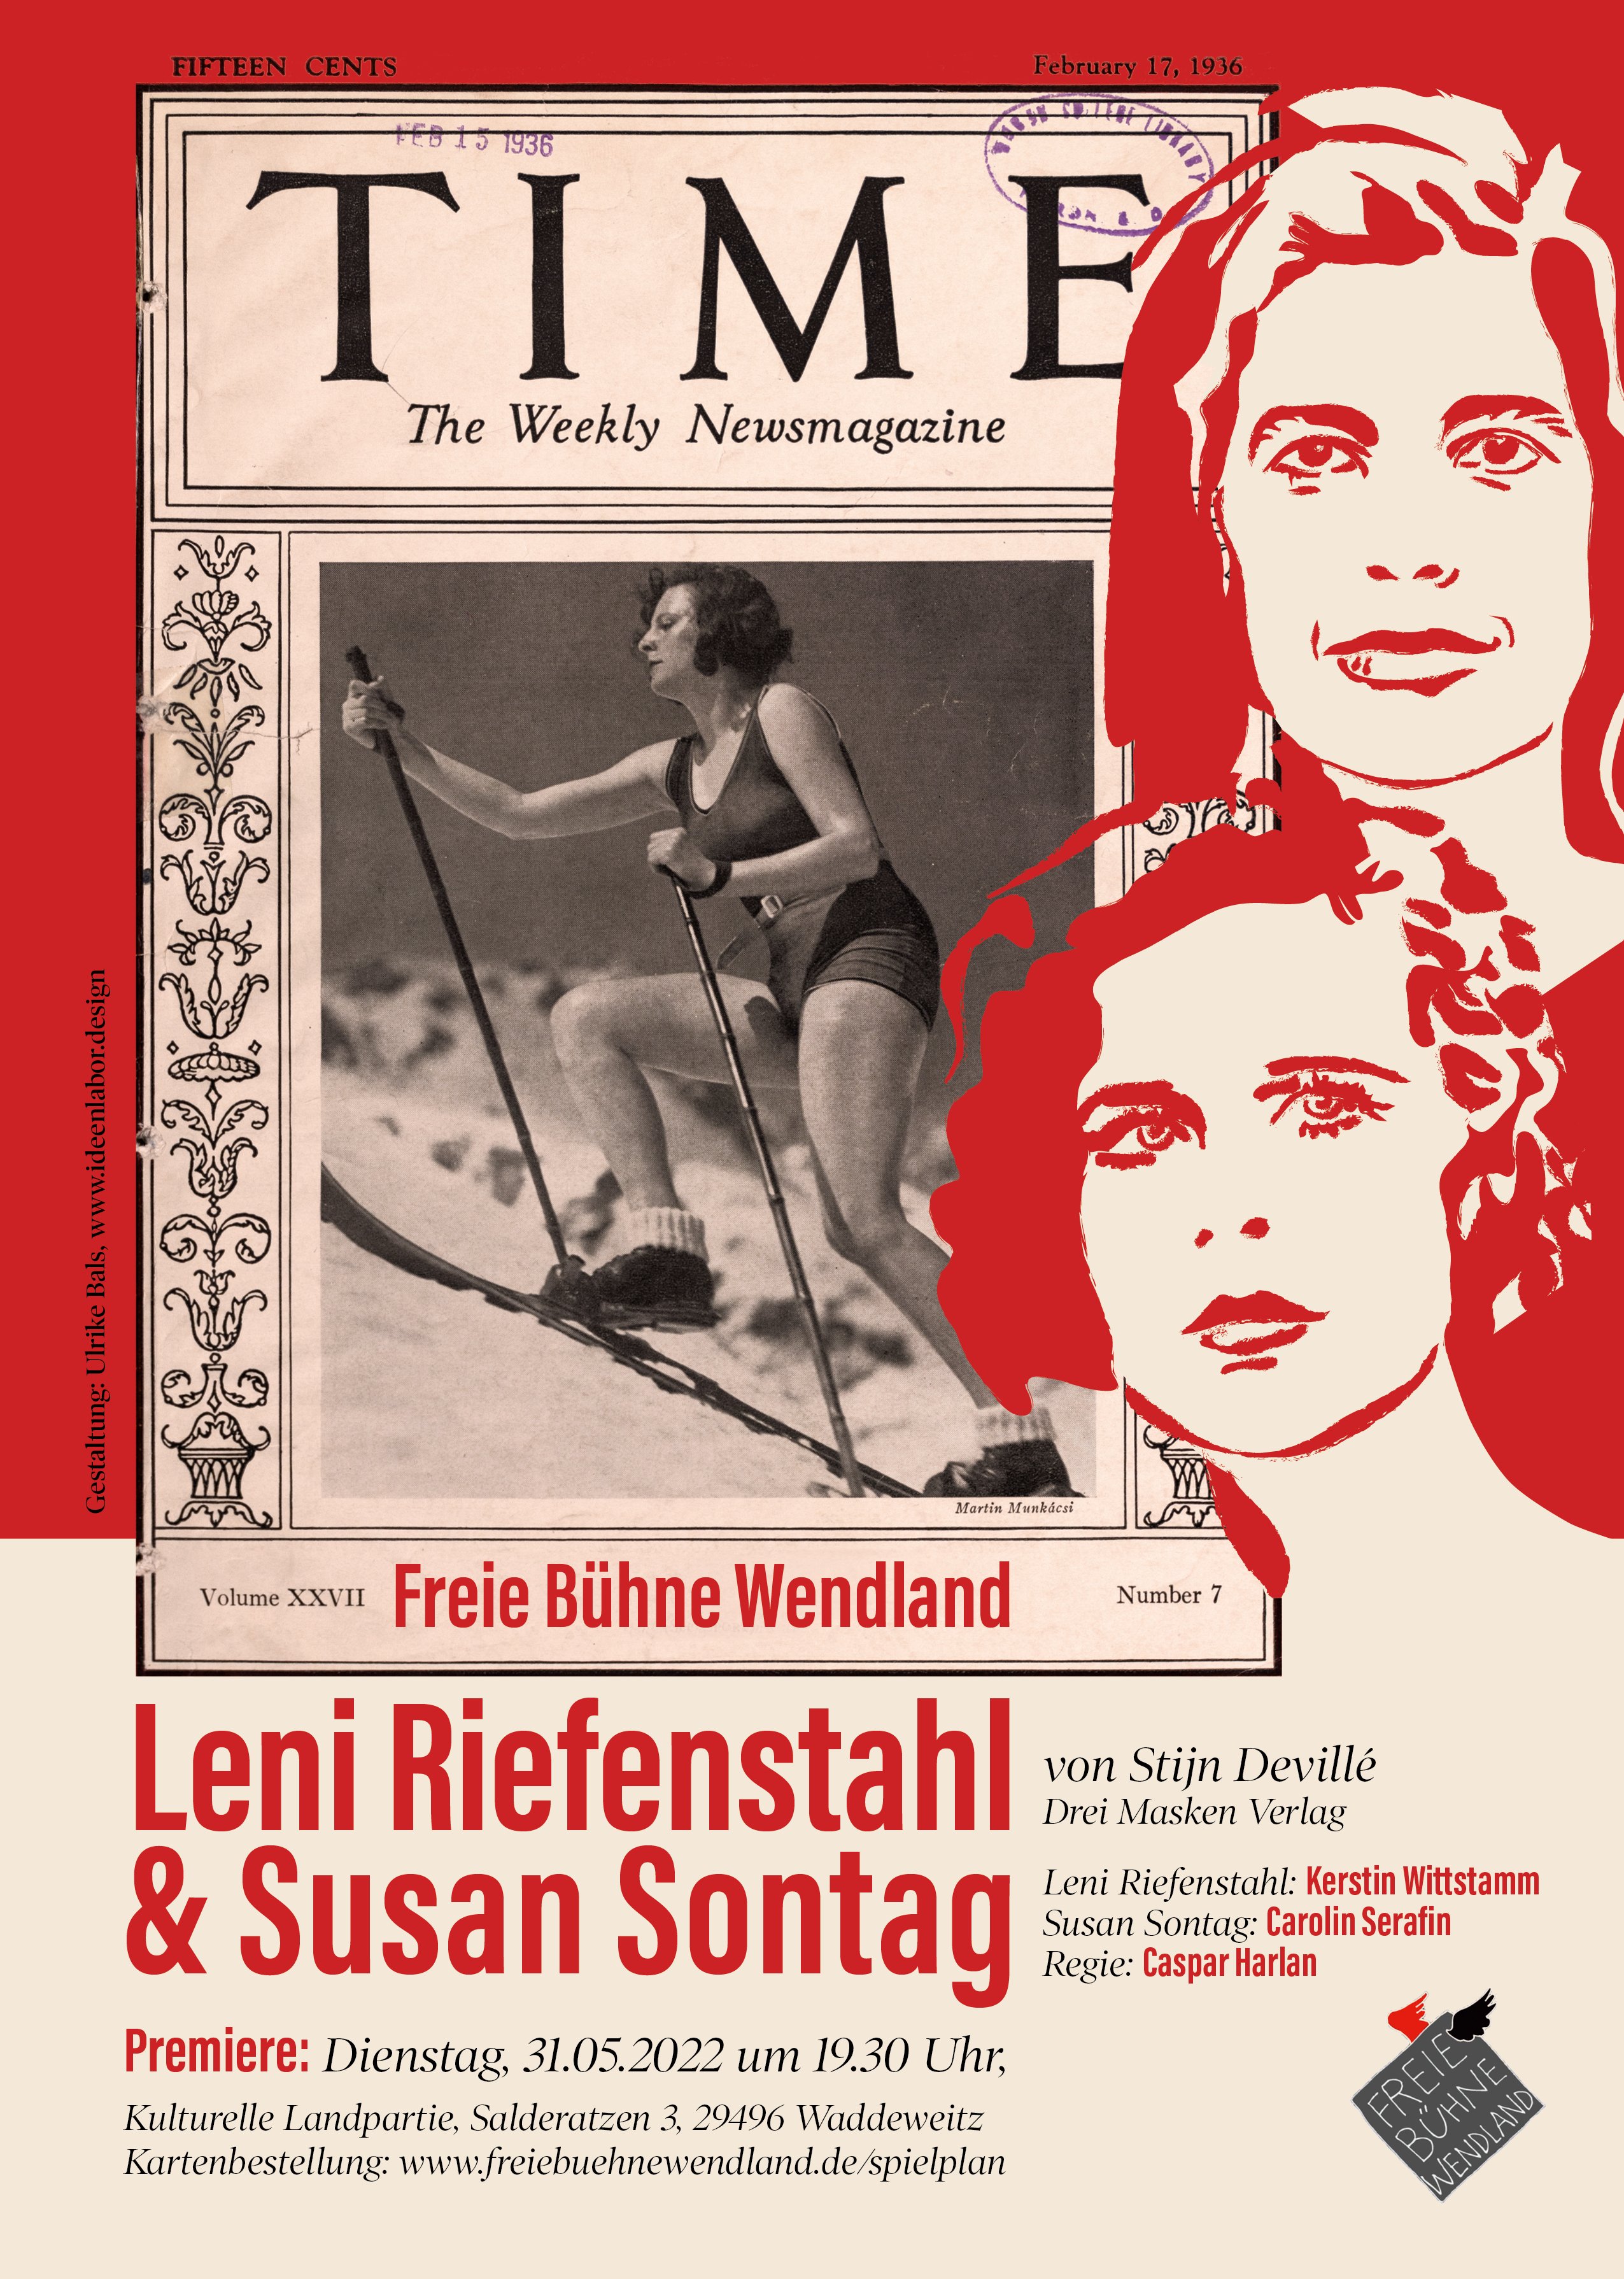 FIFTEEN CENTS
February 17, 1936
FEB 15 1936
LIBRARY
TIME
The Weekly Newsmagazine
Martin Munkácsi
Volume XXVII
Freie Bühne Wendland
Number 7
Gestaltung: Ulrike Bals, www.ideenlabor.design
Leni Riefenstahl
& Susan Sontag
von Stijn Devillé
Drei Masken Verlag
Leni Riefenstahl: Kerstin Wittstamm
Susan Sontag: Carolin Serafin
Regie: Caspar Harlan
Premiere: Dienstag, 31.05.2022 um 19.30 Uhr,
Kulturelle Landpartie, Salderatzen 3, 29496 Waddeweitz
Kartenbestellung: www.freiebuehnewendland.de/spielplan
FREIE
BÜHNE
WENDLAND